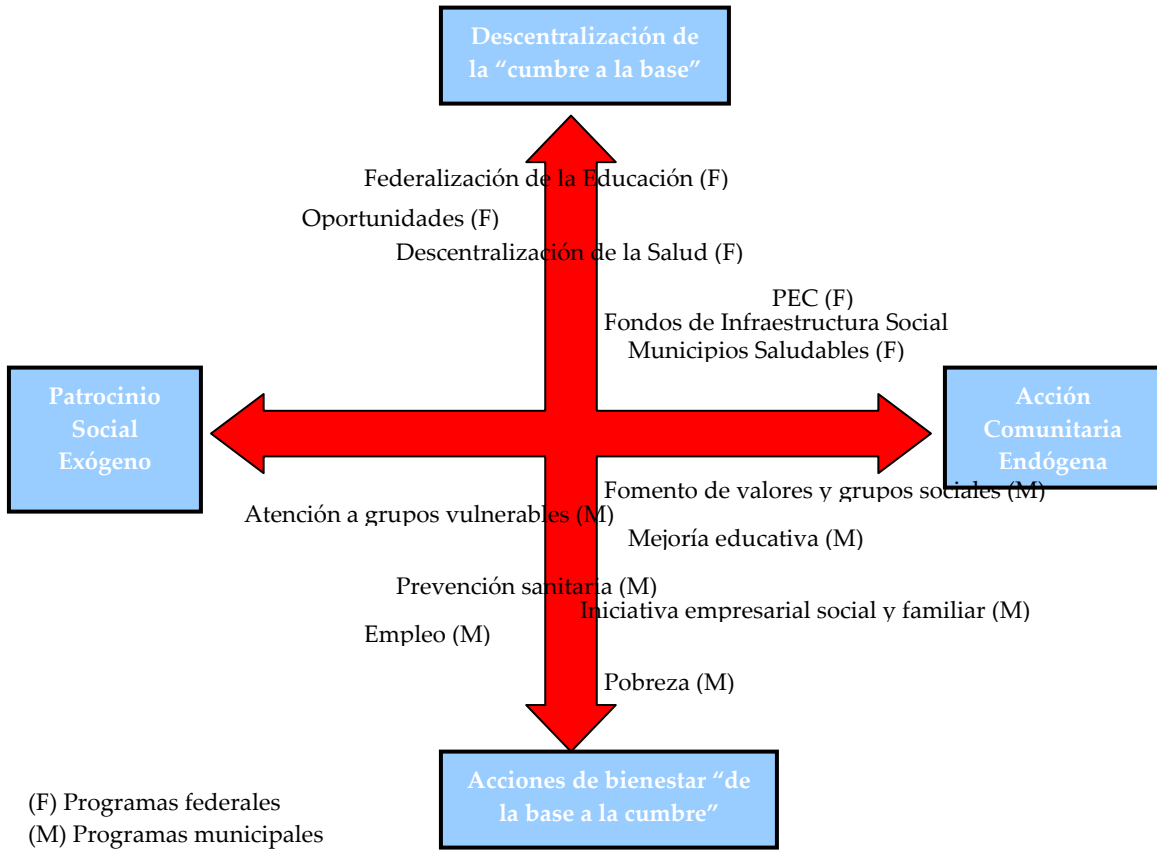 Descentralización de
la “cumbre a la base”
Federalización de la Educación (F)
Oportunidades (F)
Descentralización de la Salud (F)
PEC (F)
Fondos de Infraestructura Social
Municipios Saludables (F)
Patrocinio
Social
Exógeno
Acción
Comunitaria
Endógena
Fomento de valores y grupos sociales (M)
Atención a grupos vulnerables (M)
Mejoría educativa (M)
Prevención sanitaria (M)
Iniciativa empresarial social y familiar (M)
Empleo (M)
Pobreza (M)
Acciones de bienestar “de
la base a la cumbre”
(F) Programas federales
(M) Programas municipales